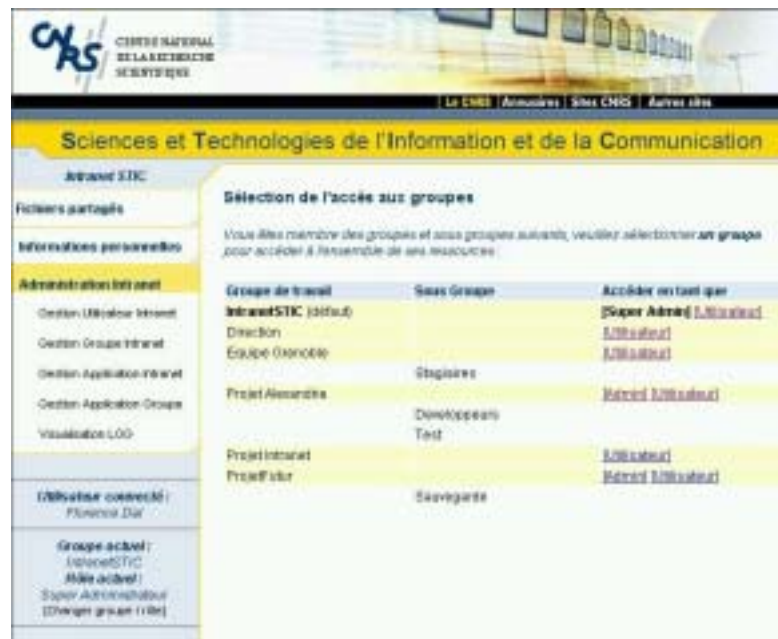 CNRS
CENTRE NATIONAL
DE LA RECHERCHE
SCIENTIFIQUE
Le CNRS | Annuaires | Sites CNRS | Autres sites
Sciences et Technologies de l'Information et de la Communication
Intranet STIC
Fichiers partagés
Informations personnelles
Administration Intranet
Gestion Utilisateur Intranet
Gestion Groupe Intranet
Gestion Application Intranet
Gestion Application Groupe
Visualisation LOG
Utilisateur connecté :
Florence
Groupe actuel :
IntranetSTIC
Rôle actuel :
Super Administrateur
[Changer groupe / rôle]
Sélection de l'accès aux groupes
Vous êtes membre des groupes et sous groupes suivants, veuillez sélectionner un groupe
pour accéder à l'ensemble de ses ressources :
Groupe de travail Sous Groupe Accéder en tant que
IntranetSTIC (défaut) [Super Admin] [Utilisateur]
Direction [Utilisateur]
Equipe Grenoble [Utilisateur]
Stagiaires
Projet Alexandria [Admin] [Utilisateur]
Developpeurs
Test
Projet Intranet [Utilisateur]
ProjetFutur [Admin] [Utilisateur]
Sauvegarde